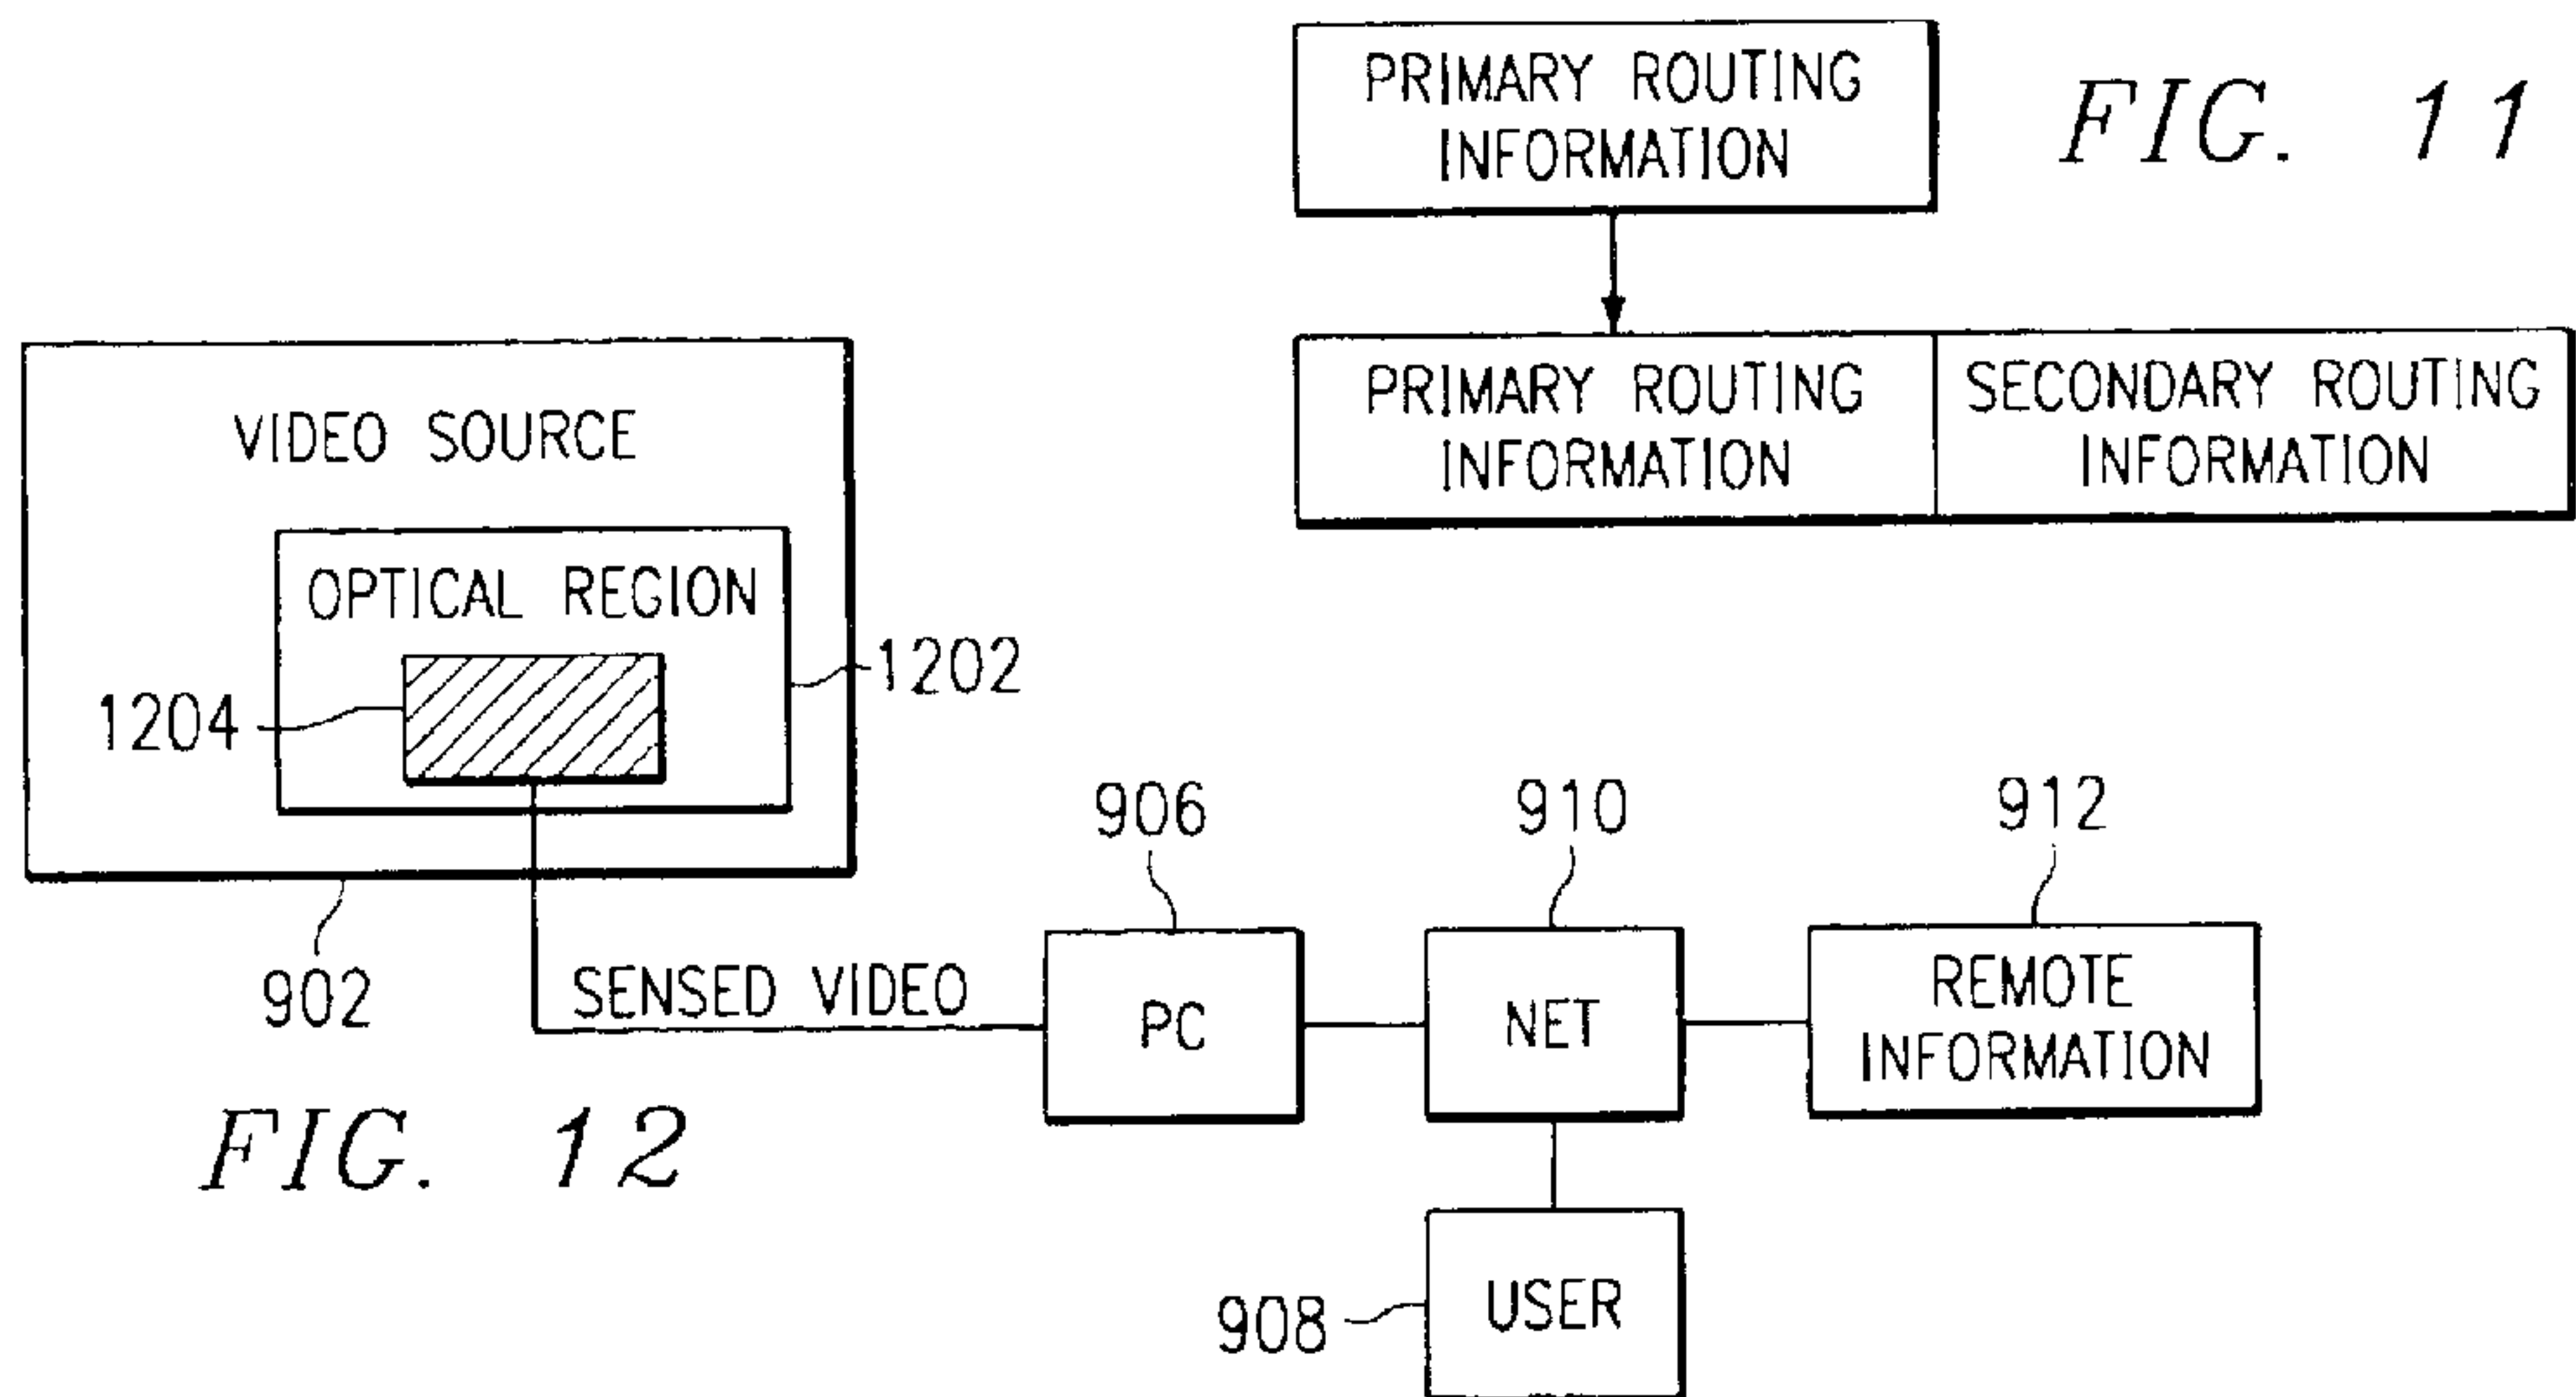 PRIMARY ROUTING
INFORMATION
FIG. 11
PRIMARY ROUTING
INFORMATION
SECONDARY ROUTING
INFORMATION
VIDEO SOURCE
OPTICAL REGION
1202
1204
902
SENSED VIDEO
906
PC
910
NET
912
REMOTE
INFORMATION
908
USER
FIG. 12